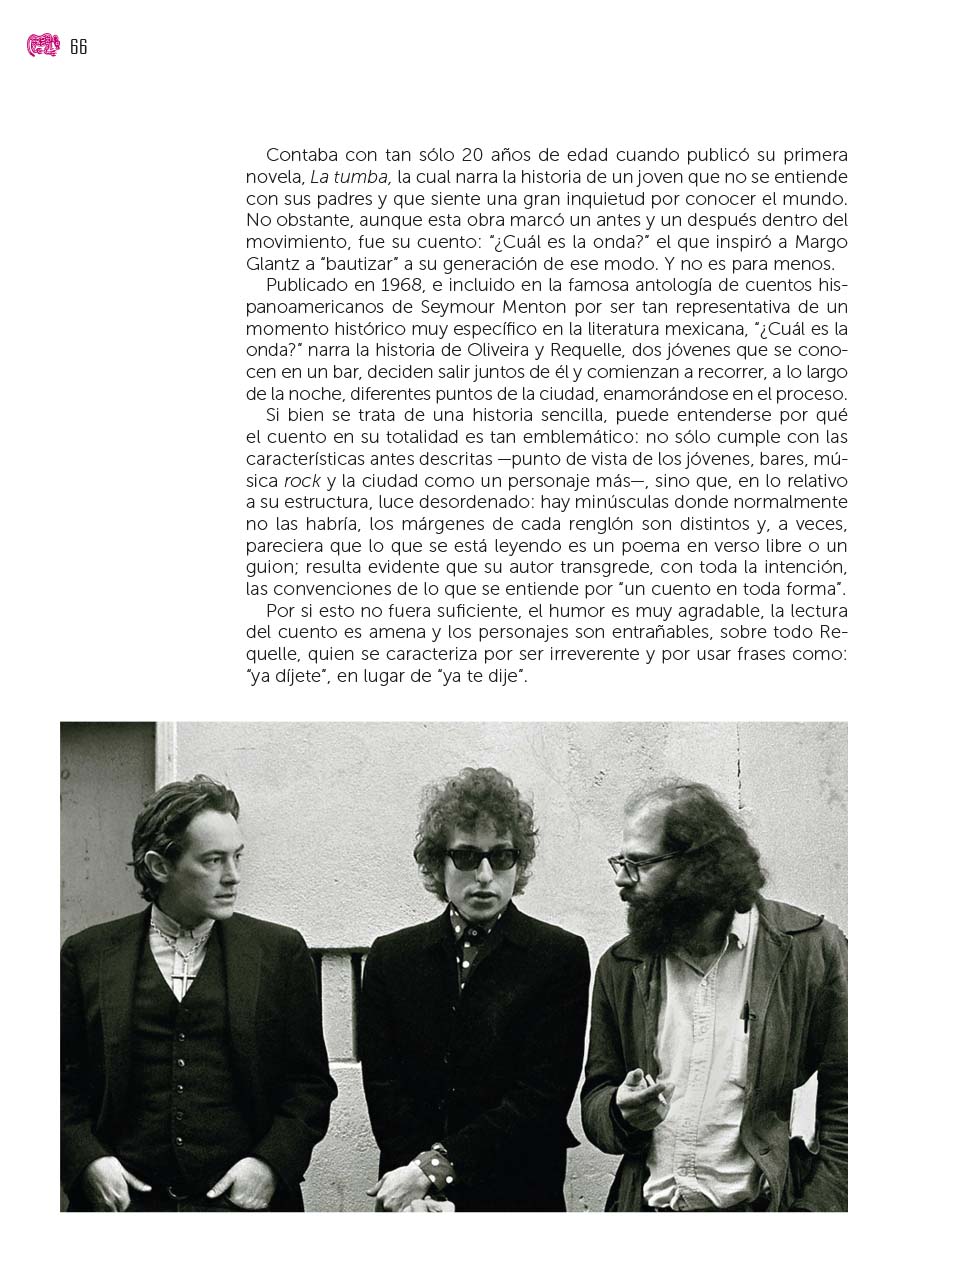 66
Contaba con tan sólo 20 años de edad cuando publicó su primera
novela, La tumba, la cual narra la historia de un joven que no se entiende
con sus padres y que siente una gran inquietud por conocer el mundo.
No obstante, aunque esta obra marcó un antes y un después dentro del
movimiento, fue su cuento: “¿Cuál es la onda?” el que inspiró a Margo
Glantz a “bautizar” a su generación de ese modo. Y no es para menos.
Publicado en 1968, e incluido en la famosa antología de cuentos his-
panoamericanos de Seymour Menton por ser tan representativa de un
momento histórico muy específico en la literatura mexicana, “¿Cuál es la
onda?” narra la historia de Oliveira y Requelle, dos jóvenes que se cono-
cen en un bar, deciden salir juntos de él y comienzan a recorrer, a lo largo
de la noche, diferentes puntos de la ciudad, enamorándose en el proceso.
Si bien se trata de una historia sencilla, puede entenderse por qué
el cuento en su totalidad es tan emblemático: no sólo cumple con las
características antes descritas —punto de vista de los jóvenes, bares, mú-
sica rock y la ciudad como un personaje más—, sino que, en lo relativo
a su estructura, luce desordenado: hay minúsculas donde normalmente
no las habría, los márgenes de cada renglón son distintos y, a veces,
pareciera que lo que se está leyendo es un poema en verso libre o un
guion; resulta evidente que su autor transgrede, con toda la intención,
las convenciones de lo que se entiende por “un cuento en toda forma”.
Por si esto no fuera suficiente, el humor es muy agradable, la lectura
del cuento es amena y los personajes son entrañables, sobre todo Re-
quelle, quien se caracteriza por ser irreverente y por usar frases como:
“ya díjete”, en lugar de “ya te dije”.